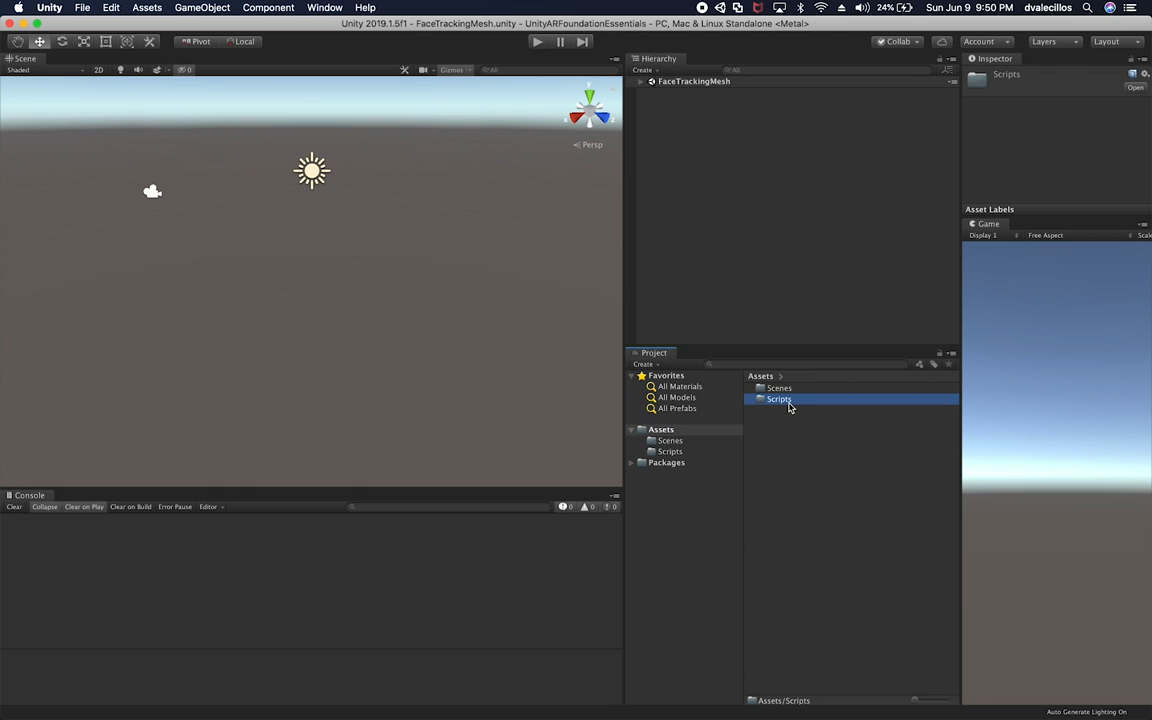 Unity File Edit Assets GameObject Component Window Help 24% Sun Jun 9 9:50 PM dvalecillos
Unity 2019.1.5f1 - FaceTrackingMesh.unity - UnityARFoundationEssentials - PC, Mac & Linux Standalone <Metal>
Pivot Local Collab Account Layers Layout
Scene Hierarchy Inspector
Shaded 2D 0 Gizmos All Create All Scripts
FaceTrackingMesh Open
y
x z
Persp
Asset Labels
Game
Display 1 Free Aspect Scale
Project
Create
Favorites Assets
All Materials Scenes
All Models Scripts
All Prefabs
Assets
Scenes
Scripts
Packages
Console
Clear Collapse Clear on Play Clear on Build Error Pause Editor 0 0 0
Assets/Scripts
Auto Generate Lighting On